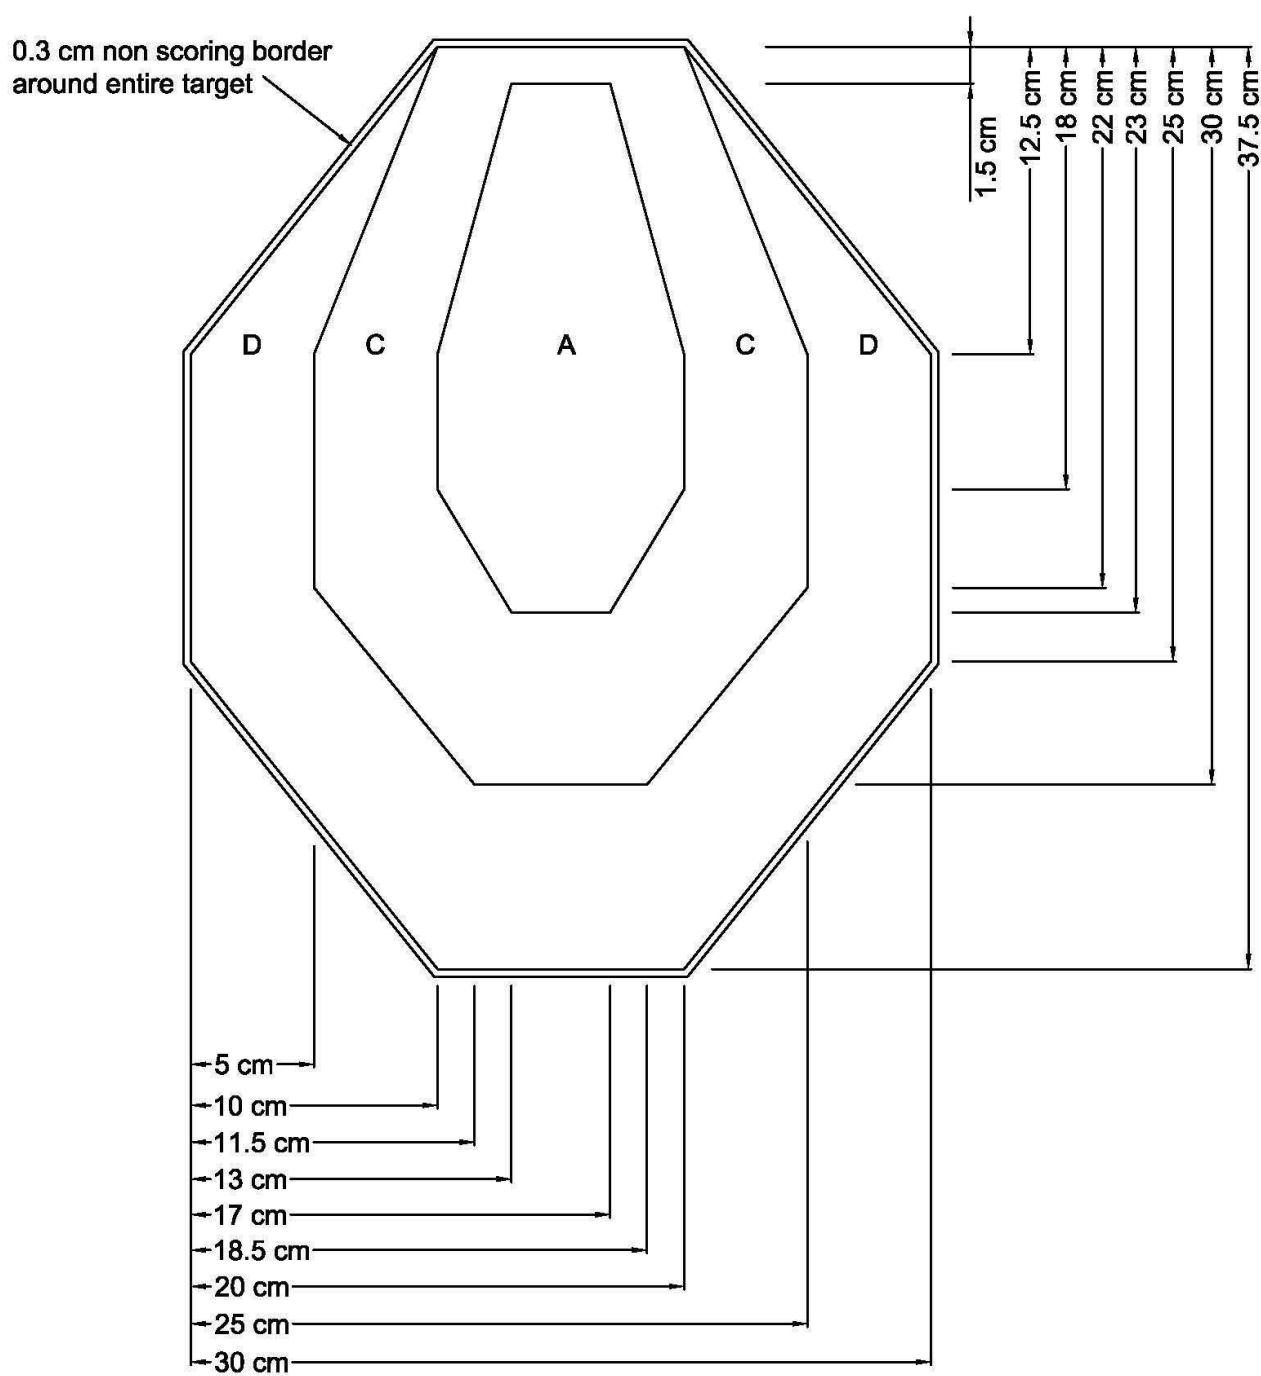 0.3 cm non scoring border
around entire target
1.5 cm
12.5 cm
18 cm
22 cm
23 cm
25 cm
30 cm
37.5 cm
D
C
A
C
D
5 cm
10 cm
11.5 cm
13 cm
17 cm
18.5 cm
20 cm
25 cm
30 cm